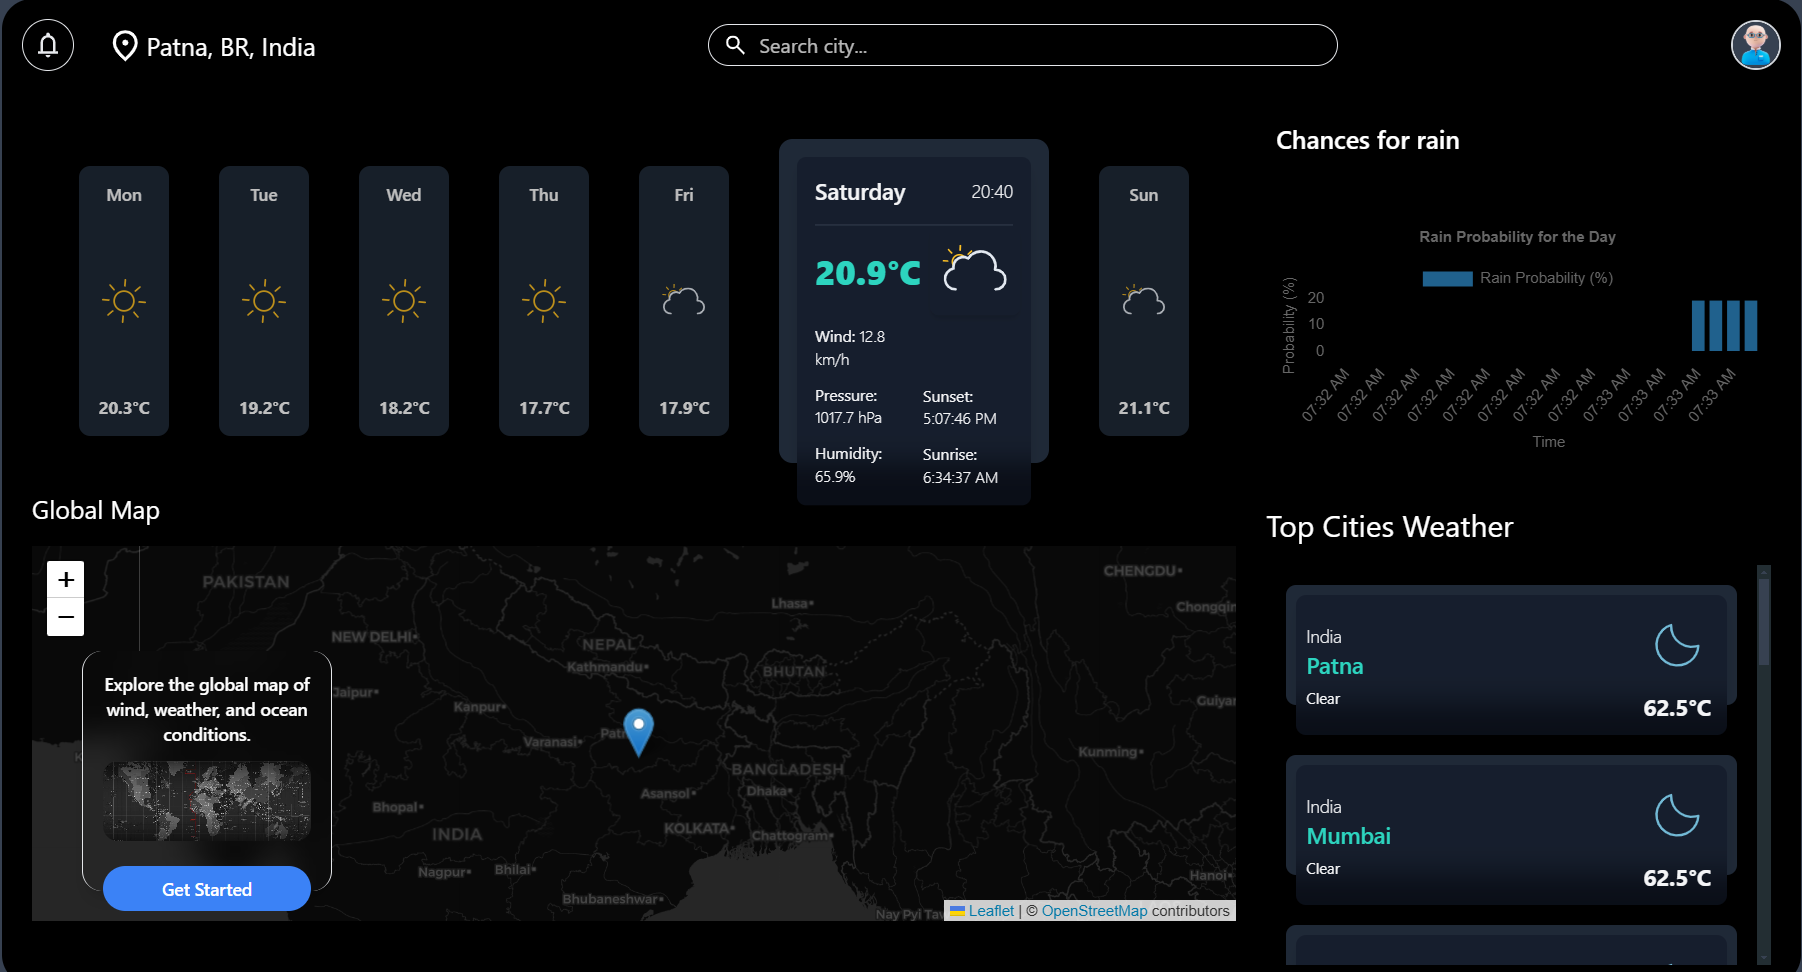 Patna, BR, India
Search city...
Mon
20.3°C
Tue
19.2°C
Wed
18.2°C
Thu
17.7°C
Fri
17.9°C
Saturday 20:40
20.9°C
Wind: 12.8
km/h
Pressure:
1017.7 hPa
Sunset:
5:07:46 PM
Humidity:
65.9%
Sunrise:
6:34:37 AM
Sun
21.1°C
Chances for rain
Rain Probability for the Day
Rain Probability (%)
Probability (%)
20
10
0
07:32 AM
07:32 AM
07:32 AM
07:32 AM
07:32 AM
07:32 AM
07:32 AM
07:32 AM
07:33 AM
07:33 AM
07:33 AM
07:33 AM
Time
Global Map
+
−
PAKISTAN
CHENGDU
Lhasa
Chongqin
NEW DELHI
NEPAL
Kathmandu
BHUTAN
Jaipur
Kanpur
Guiyan
Patn
Varanasi
Kunming
BANGLADESH
Asansol
Dhaka
Bhopal
INDIA
KOLKATA
Chattogram
Nagpur
Bhilai
Hanoi
Bhubaneshwar
Nay Pyi Taw
Explore the global map of
wind, weather, and ocean
conditions.
Get Started
Leaflet | © OpenStreetMap contributors
Top Cities Weather
India
Patna
Clear
62.5°C
India
Mumbai
Clear
62.5°C